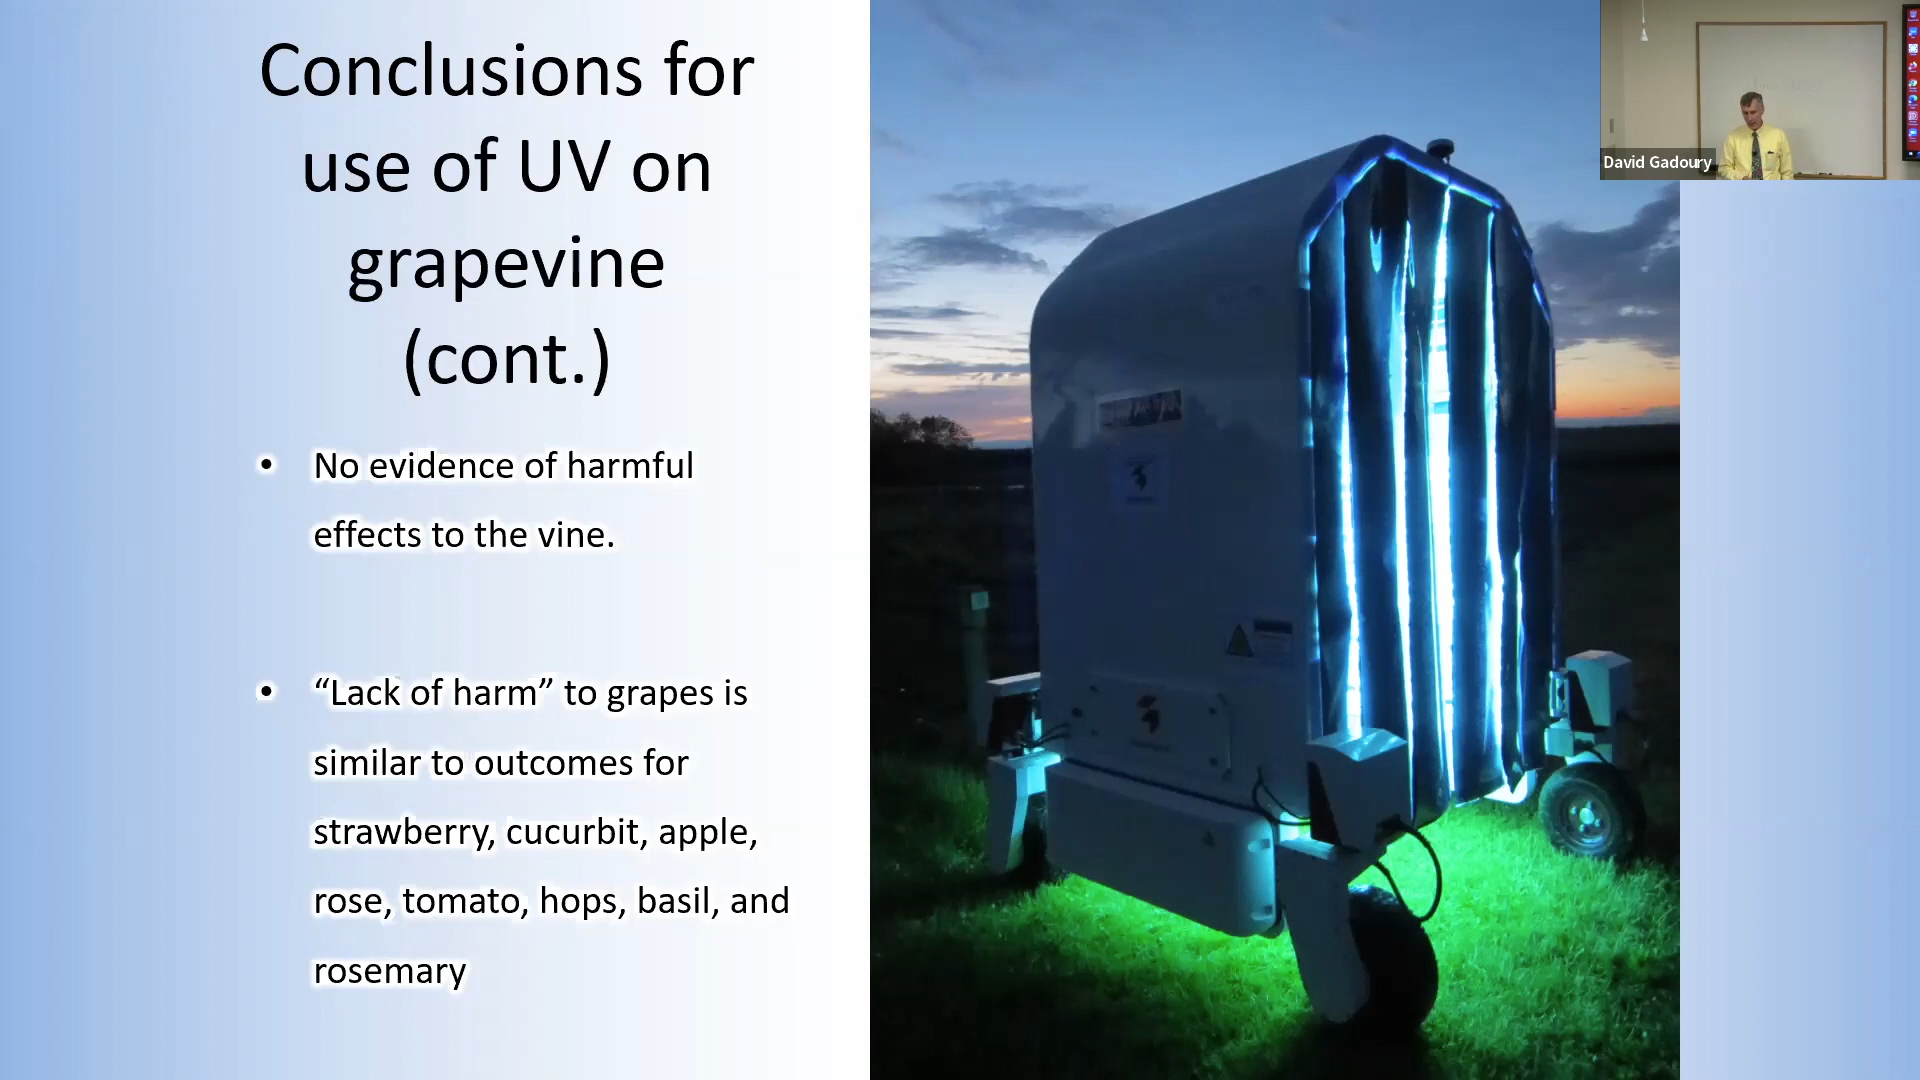 Conclusions for
use of UV on
grapevine
(cont.)
• No evidence of harmful
effects to the vine.
• “Lack of harm” to grapes is
similar to outcomes for
strawberry, cucurbit, apple,
rose, tomato, hops, basil, and
rosemary
David Gadoury